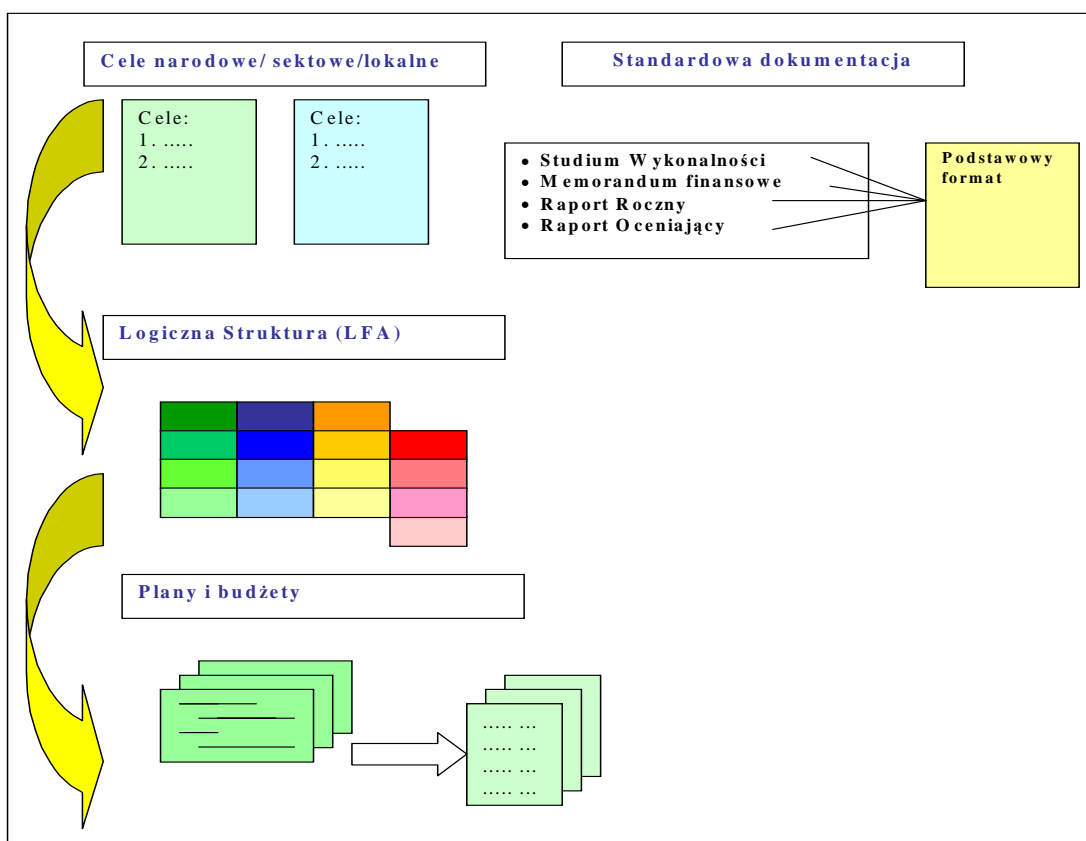 Cele narodowe/ sektowe/lokalne
Standardowa dokumentacja
Cele:
1. .....
2. .....
Cele:
1. .....
2. .....
• Studium Wykonalności
• Memorandum finansowe
• Raport Roczny
• Raport Oceniający
Podstawowy
format
Logiczna Struktura (LFA)
Plany i budżety
..... ...
..... ...
..... ...
..... ...